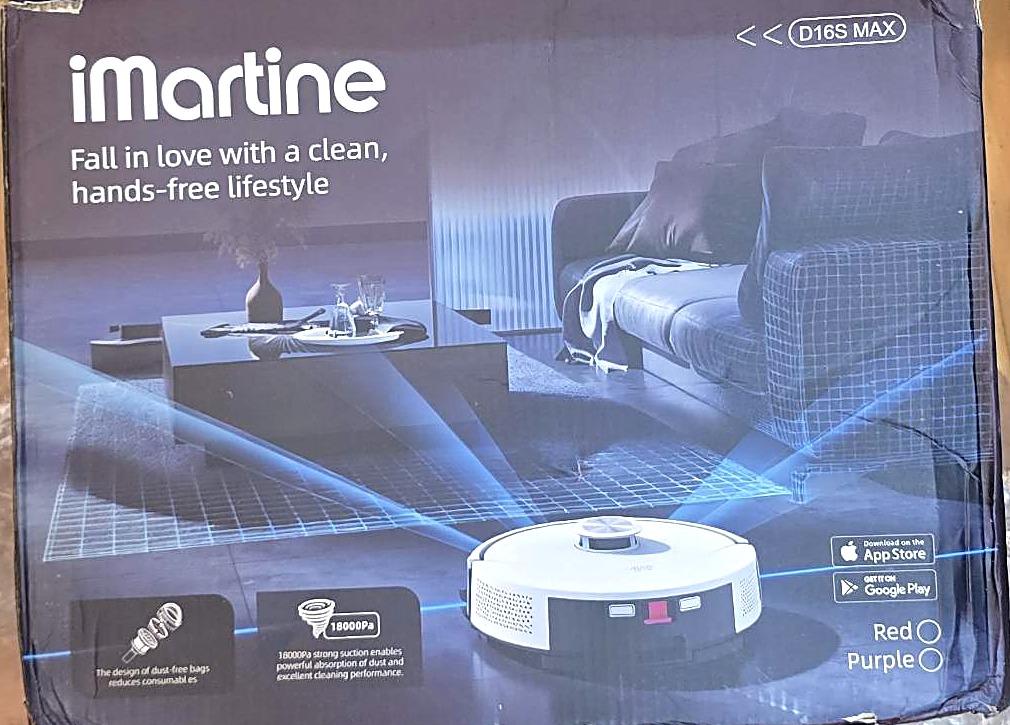 << D16S MAX
iMartine
Fall in love with a clean,
hands-free lifestyle
Download on the
App Store
GET IT ON
Google Play
18000Pa
The design of dust-free bags
reduces consumabl es
18000Pa strong suction enables
powerful absorption of dust and
excellent cleaning performance.
Red
Purple